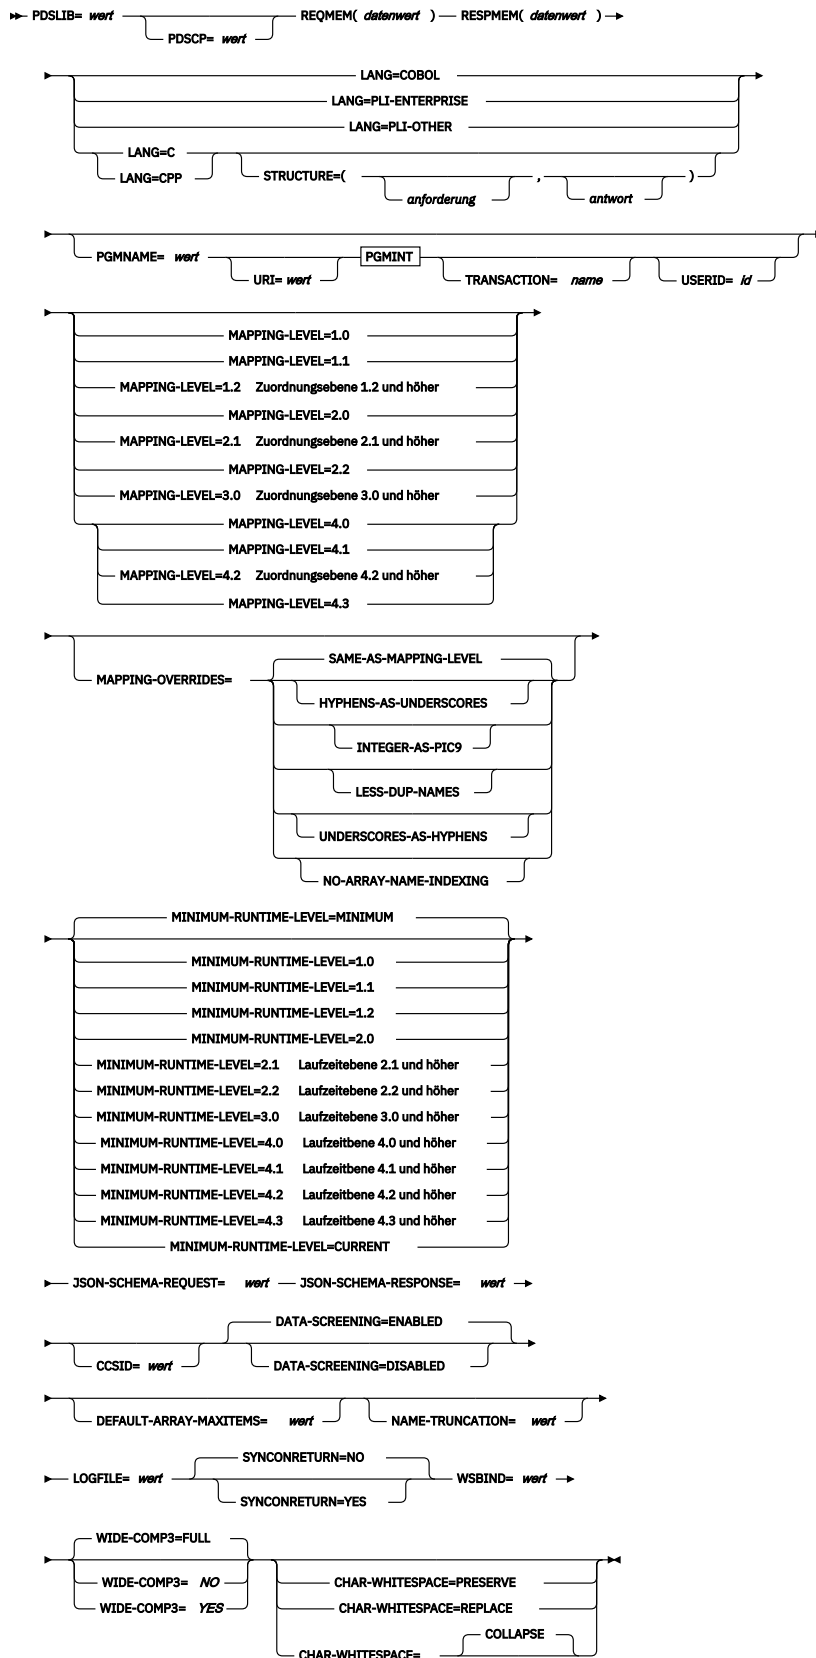 PDSLIB= wert REQMEM( datenwert ) RESPMEM( datenwert )
PDSCP= wert
LANG=COBOL
LANG=PLI-ENTERPRISE
LANG=PLI-OTHER
LANG=C
LANG=CPP STRUCTURE=( , )
anforderung antwort
PGMNAME= wert PGMINT
URI= wert TRANSACTION= name USERID= id
MAPPING-LEVEL=1.0
MAPPING-LEVEL=1.1
MAPPING-LEVEL=1.2 Zuordnungsebene 1.2 und höher
MAPPING-LEVEL=2.0
MAPPING-LEVEL=2.1 Zuordnungsebene 2.1 und höher
MAPPING-LEVEL=2.2
MAPPING-LEVEL=3.0 Zuordnungsebene 3.0 und höher
MAPPING-LEVEL=4.0
MAPPING-LEVEL=4.1
MAPPING-LEVEL=4.2 Zuordnungsebene 4.2 und höher
MAPPING-LEVEL=4.3
SAME-AS-MAPPING-LEVEL
MAPPING-OVERRIDES=
HYPHENS-AS-UNDERSCORES
INTEGER-AS-PIC9
LESS-DUP-NAMES
UNDERSCORES-AS-HYPHENS
NO-ARRAY-NAME-INDEXING
MINIMUM-RUNTIME-LEVEL=MINIMUM
MINIMUM-RUNTIME-LEVEL=1.0
MINIMUM-RUNTIME-LEVEL=1.1
MINIMUM-RUNTIME-LEVEL=1.2
MINIMUM-RUNTIME-LEVEL=2.0
MINIMUM-RUNTIME-LEVEL=2.1 Laufzeitebene 2.1 und höher
MINIMUM-RUNTIME-LEVEL=2.2 Laufzeitebene 2.2 und höher
MINIMUM-RUNTIME-LEVEL=3.0 Laufzeitebene 3.0 und höher
MINIMUM-RUNTIME-LEVEL=4.0 Laufzeitbene 4.0 und höher
MINIMUM-RUNTIME-LEVEL=4.1 Laufzeitbene 4.1 und höher
MINIMUM-RUNTIME-LEVEL=4.2 Laufzeitbene 4.2 und höher
MINIMUM-RUNTIME-LEVEL=4.3 Laufzeitbene 4.3 und höher
MINIMUM-RUNTIME-LEVEL=CURRENT
JSON-SCHEMA-REQUEST= wert JSON-SCHEMA-RESPONSE= wert
DATA-SCREENING=ENABLED
CCSID= wert DATA-SCREENING=DISABLED
DEFAULT-ARRAY-MAXITEMS= wert NAME-TRUNCATION= wert
SYNCONRETURN=NO
LOGFILE= wert WSBIND= wert
SYNCONRETURN=YES
WIDE-COMP3=FULL
WIDE-COMP3= NO CHAR-WHITESPACE=PRESERVE
WIDE-COMP3= YES CHAR-WHITESPACE=REPLACE
COLLAPSE
CHAR-WHITESPACE=